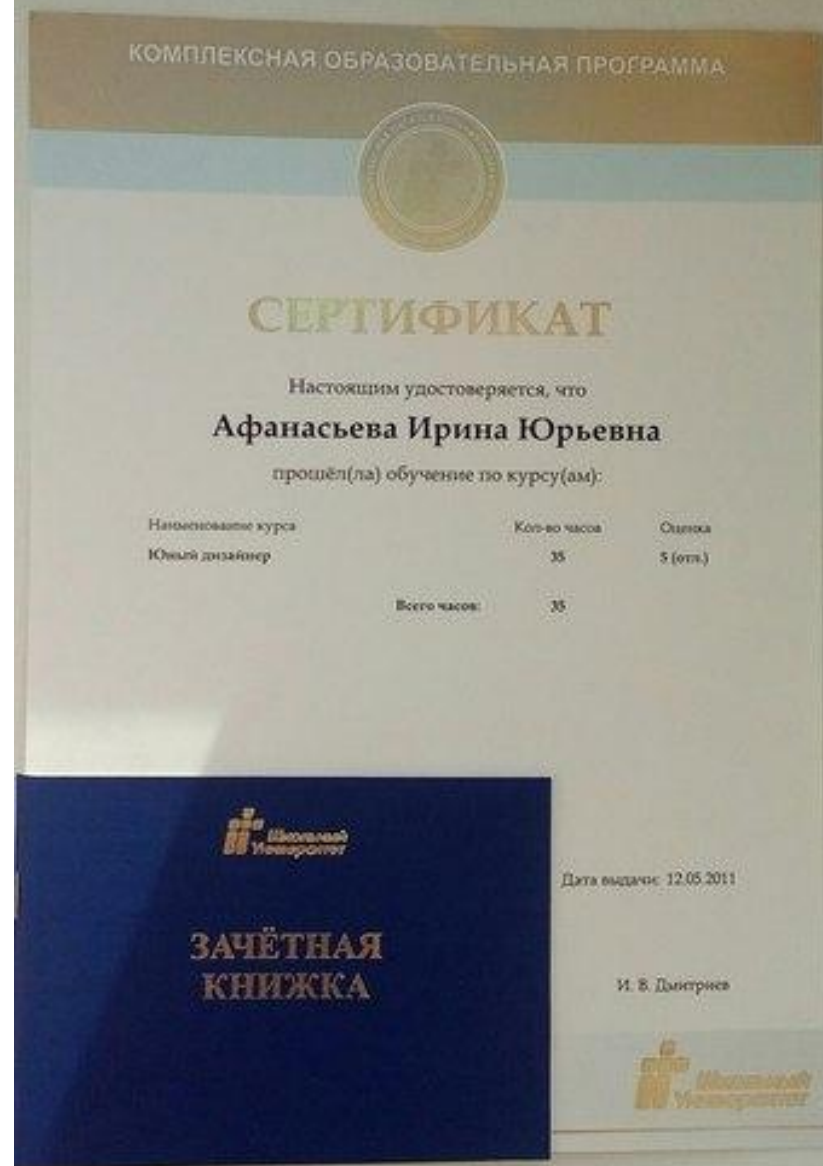 КОМПЛЕКСНАЯ ОБРАЗОВАТЕЛЬНАЯ ПРОГРАММА
СЕРТИФИКАТ
Настоящим удостоверяется, что
Афанасьева Ирина Юрьевна
прошёл(ла) обучение по курсу(ам):
Наименование курса Кол-во часов Оценка
Юный дизайнер 35 5 (отл.)
Всего часов: 35
Школьный
Университет
ЗАЧЁТНАЯ
КНИЖКА
Дата выдачи: 12.05.2011
И. В. Дмитриев
Школьный
Университет